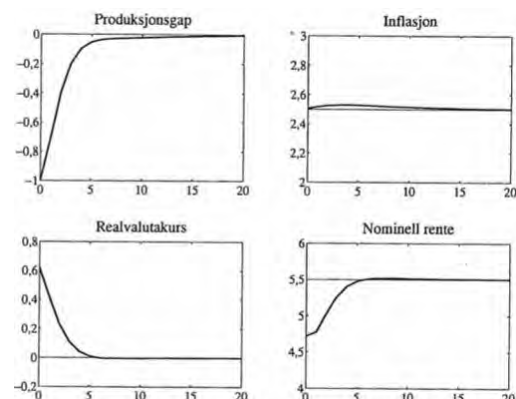 Produksjonsgap
0
–0,2
–0,4
–0,6
–0,8
–1
0 5 10 15 20
Inflasjon
3
2,8
2,6
2,4
2,2
2
0 5 10 15 20
Realvalutakurs
0,8
0,6
0,4
0,2
0
–0,2
0 5 10 15 20
Nominell rente
6
5,5
5
4,5
4
0 5 10 15 20